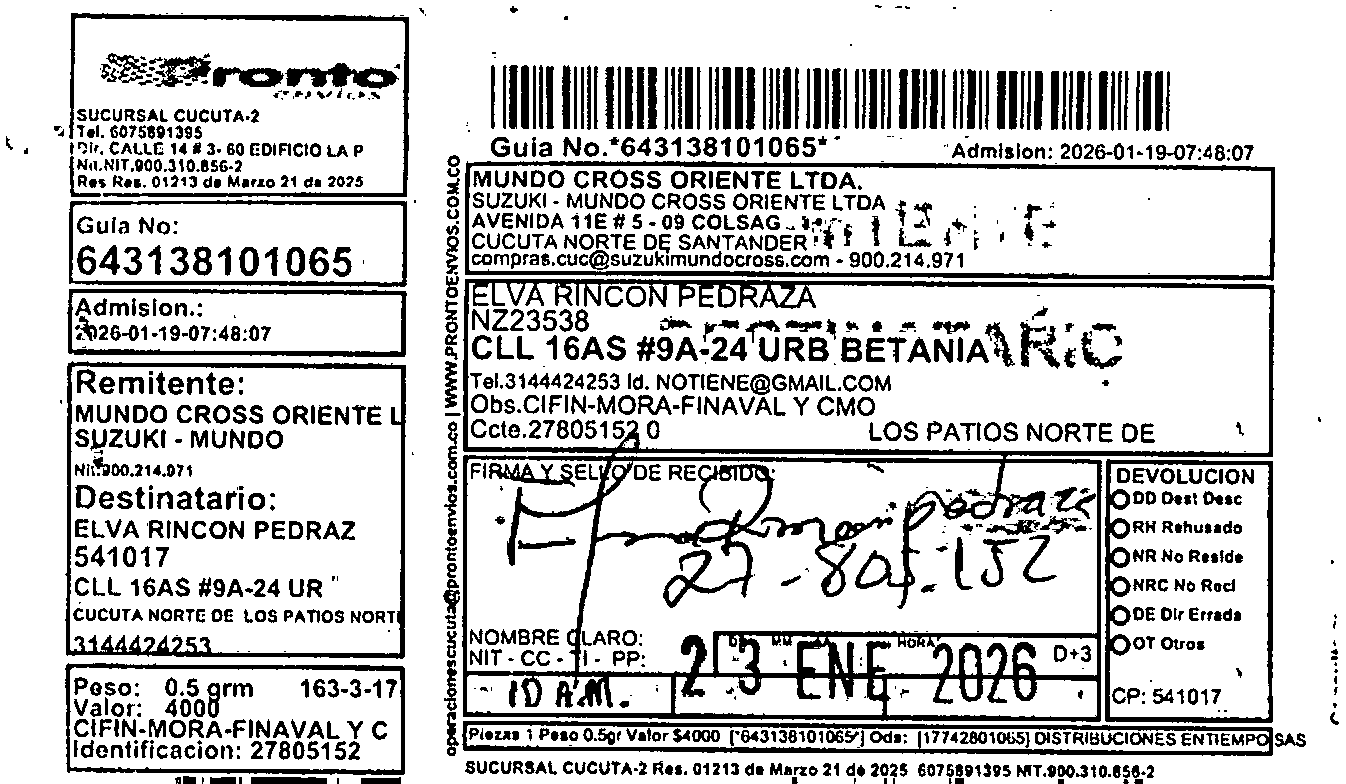 Pronto
envios
SUCURSAL CUCUTA-2
Tel. 6075891395
Dir. CALLE 14 # 3- 60 EDIFICIO LA P
Nit.NIT.900.310.856-2
Res Res. 01213 de Marzo 21 de 2025
Guia No:
643138101065
Admision.:
2026-01-19-07:48:07
Remitente:
MUNDO CROSS ORIENTE L
SUZUKI - MUNDO
Nit:900.214.971
Destinatario:
ELVA RINCON PEDRAZ
541017
CLL 16AS #9A-24 UR
CUCUTA NORTE DE LOS PATIOS NORT
3144424253
Peso: 0.5 grm 163-3-17
Valor: 4000
CIFIN-MORA-FINAVAL Y C
Identificacion: 27805152
operacionescucuta@prontoenvios.com.co | WWW.PRONTOENVIOS.COM.CO
Guia No.*643138101065*
Admision: 2026-01-19-07:48:07
MUNDO CROSS ORIENTE LTDA.
SUZUKI - MUNDO CROSS ORIENTE LTDA
AVENIDA 11E # 5 - 09 COLSAG
CUCUTA NORTE DE SANTANDER
compras.cuc@suzukimundocross.com - 900.214.971
ELVA RINCON PEDRAZA
NZ23538
CLL 16AS #9A-24 URB BETANIA
Tel.3144424253 Id. NOTIENE@GMAIL.COM
Obs.CIFIN-MORA-FINAVAL Y CMO
Ccte.27805152 0
LOS PATIOS NORTE DE
FIRMA Y SELLO DE RECIBIDO:
Rincon pedraza
27-805.152
NOMBRE CLARO:
NIT - CC - TI - PP:
HORA
D+3
23 ENE 2026
10 A.M.
DEVOLUCION
DD Dest Desc
RH Rehusado
NR No Reside
NRC No Recl
DE Dir Errada
OT Otros
CP: 541017
Piezas 1 Peso 0.5gr Valor $4000 [*643138101065*] Ods: [17742801065] DISTRIBUCIONES ENTIEMPO SAS
SUCURSAL CUCUTA-2 Res. 01213 de Marzo 21 de 2025 6075891395 NIT.900.310.856-2